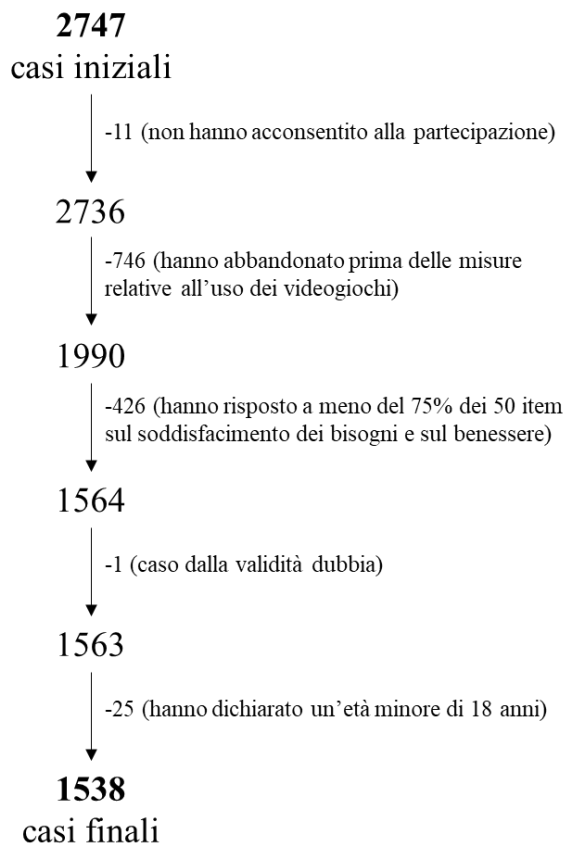 2747
casi iniziali
-11 (non hanno acconsentito alla partecipazione)
2736
-746 (hanno abbandonato prima delle misure
relative all’uso dei videogiochi)
1990
-426 (hanno risposto a meno del 75% dei 50 item
sul soddisfacimento dei bisogni e sul benessere)
1564
-1 (caso dalla validità dubbia)
1563
-25 (hanno dichiarato un’età minore di 18 anni)
1538
casi finali